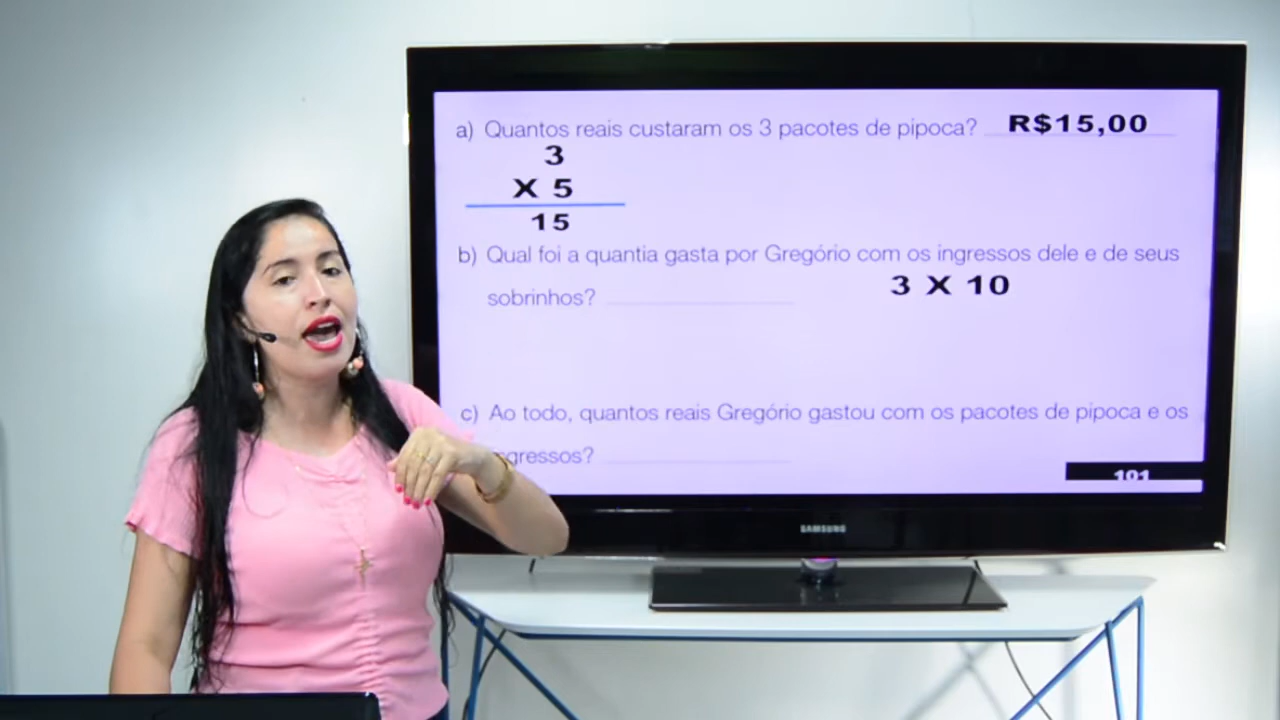 a) Quantos reais custaram os 3 pacotes de pipoca? R$15,00
3
X 5
15
b) Qual foi a quantia gasta por Gregório com os ingressos dele e de seus
sobrinhos?
3 X 10
c) Ao todo, quantos reais Gregório gastou com os pacotes de pipoca e os
ngressos?
101
SAMSUNG